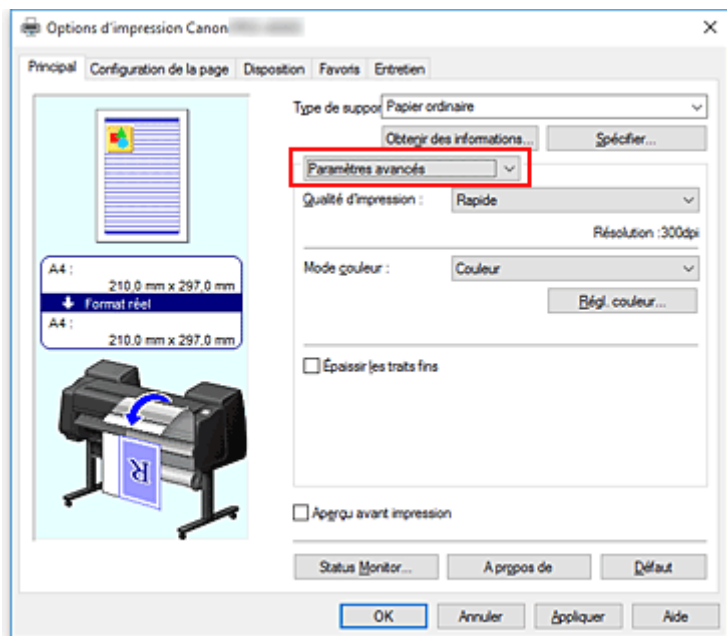 Options d'impression Canon
Principal Configuration de la page Disposition Favoris Entretien
Type de suppor Papier ordinaire
Obtenir des informations... Spécifier...
Paramètres avancés
Qualité d'impression : Rapide
Résolution :300dpi
Mode couleur : Couleur
Régl. couleur...
Épaissir les traits fins
A4 :
210,0 mm x 297,0 mm
Format réel
A4 :
210.0 mm x 297.0 mm
R
Aperçu avant impression
Status Monitor... A propos de Défaut
OK Annuler Appliquer Aide